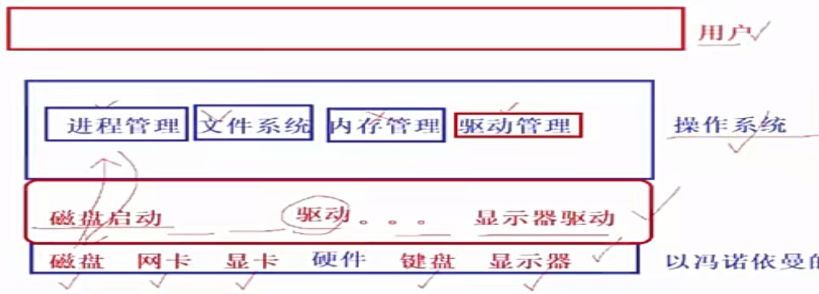 用户
进程管理 文件系统 内存管理 驱动管理 操作系统
磁盘启动 驱动。。。 显示器驱动
磁盘 网卡 显卡 硬件 键盘 显示器 以冯诺依曼的